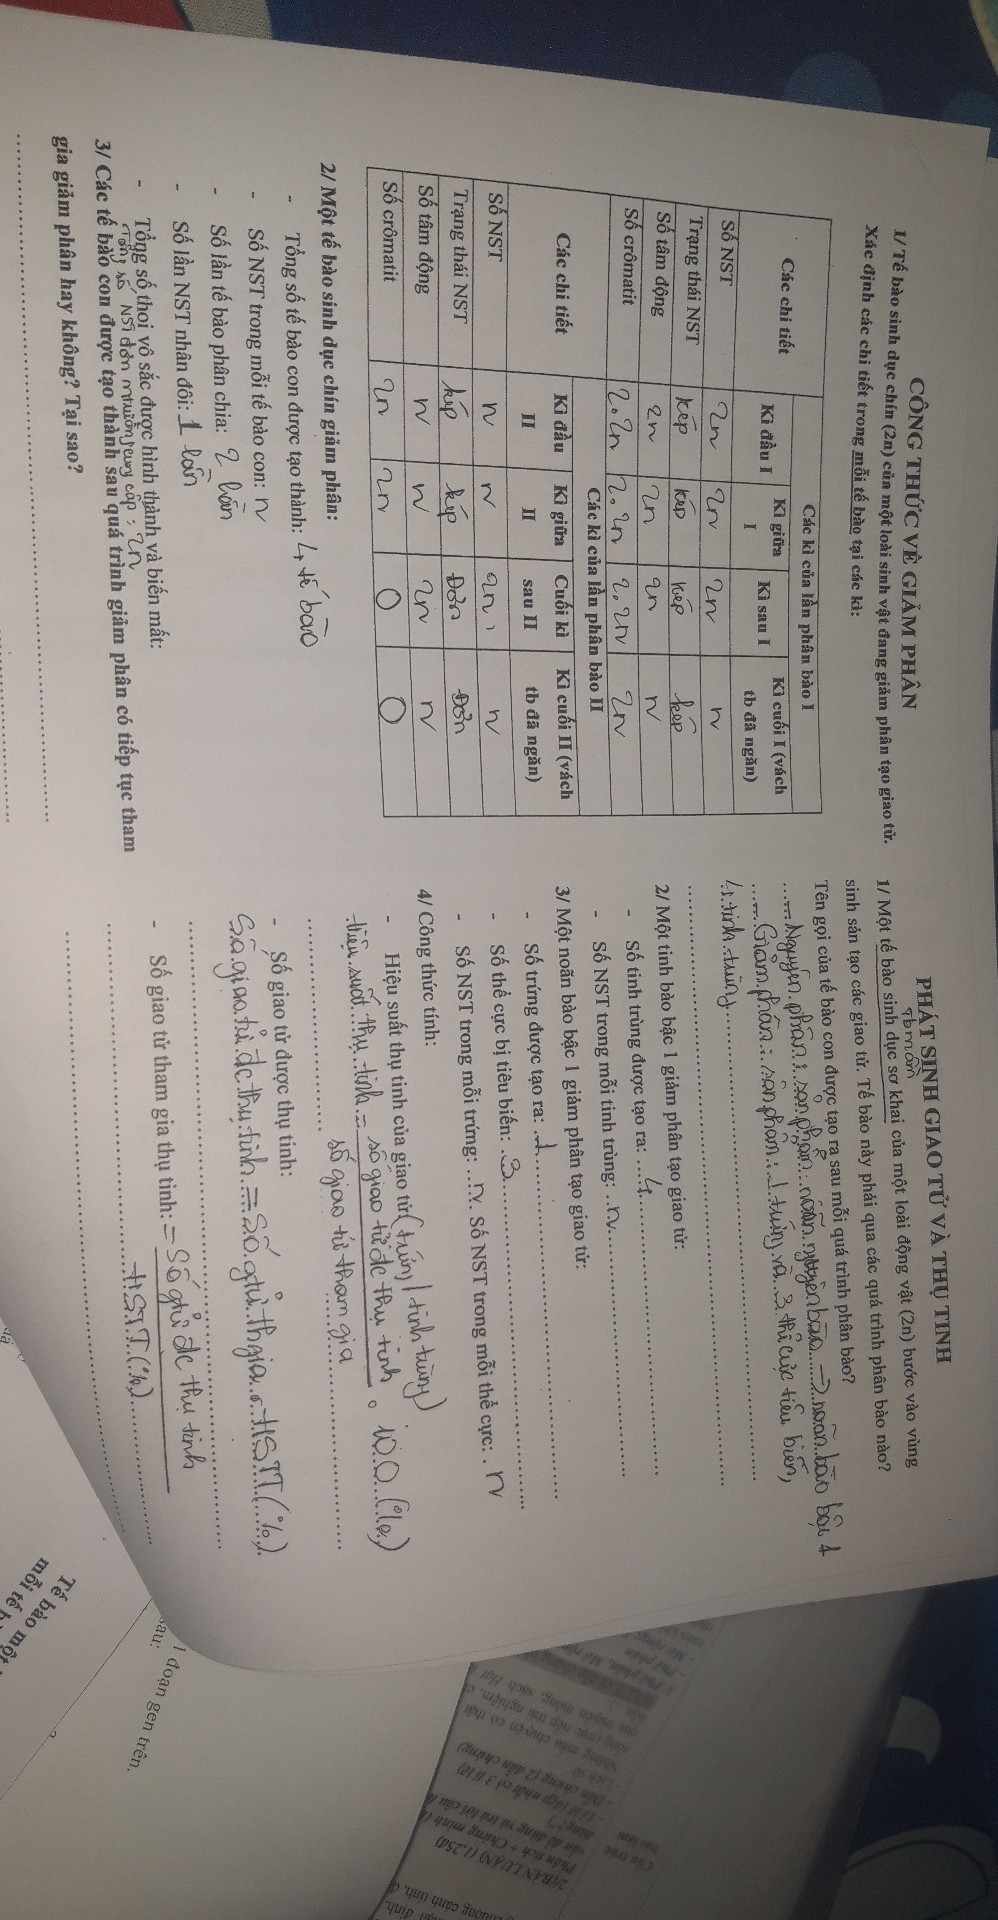 CÔNG THỨC VỀ GIẢM PHÂN
1/ Tế bào sinh dục chín (2n) của một loài sinh vật đang giảm phân tạo giao tử.
Xác định các chi tiết trong mỗi tế bào tại các kì:
Các chi tiết
Các kì của lần phân bào I
Kì đầu I | Kì giữa I | Kì sau I | Kì cuối I (vách tb đã ngăn)
Số NST | 2n | 2n | 2n | n
Trạng thái NST | kép | kép | kép | kép
Số tâm động | 2n | 2n | 2n | n
Số crômatit | 2.2n | 2.2n | 2.2n | 2n
Các chi tiết
Các kì của lần phân bào II
Kì đầu II | Kì giữa II | Cuối kì sau II | Kì cuối II (vách tb đã ngăn)
Số NST | n | n | 2n | n
Trạng thái NST | kép | kép | Đơn | Đơn
Số tâm động | n | n | 2n | n
Số crômatit | 2n | 2n | 0 | 0
2/ Một tế bào sinh dục chín giảm phân:
- Tổng số tế bào con được tạo thành: 4 tế bào
- Số NST trong mỗi tế bào con: n
- Số lần tế bào phân chia: 2 lần
- Số lần NST nhân đôi: 1 lần
- Tổng số thoi vô sắc được hình thành và biến mất:
Tổng số NST đơn mtrường cung cấp: 2n
3/ Các tế bào con được tạo thành sau quá trình giảm phân có tiếp tục tham
gia giảm phân hay không? Tại sao?
PHÁT SINH GIAO TỬ VÀ THỤ TINH
Tb mầm
1/ Một tế bào sinh dục sơ khai của một loài động vật (2n) bước vào vùng
sinh sản tạo các giao tử. Tế bào này phải qua các quá trình phân bào nào?
Tên gọi của tế bào con được tạo ra sau mỗi quá trình phân bào?
- Nguyên phân: sản phẩm: noãn nguyên bào → noãn bào bậc 1
- Giảm phân: sản phẩm: 1 trứng và 3 thể cực tiêu biến,
4 tinh trùng
2/ Một tinh bào bậc 1 giảm phân tạo giao tử:
- Số tinh trùng được tạo ra: 4
- Số NST trong mỗi tinh trùng: n
3/ Một noãn bào bậc 1 giảm phân tạo giao tử:
- Số trứng được tạo ra: 1
- Số thể cực bị tiêu biến: 3
- Số NST trong mỗi trứng: n. Số NST trong mỗi thể cực: n
4/ Công thức tính:
- Hiệu suất thụ tinh của giao tử (trứng / tinh trùng)
Hiệu suất thụ tinh = số giao tử đc thụ tinh / số giao tử tham gia . 100 (%)
- Số giao tử được thụ tinh:
Số giao tử đc thụ tinh = Số gtử thgia . HSTT (%)
- Số giao tử tham gia thụ tinh: = Số gtử đc thụ tinh / HSTT (%)
1 đoạn gen trên.
sau:
Tế bào một
mỗi tế b